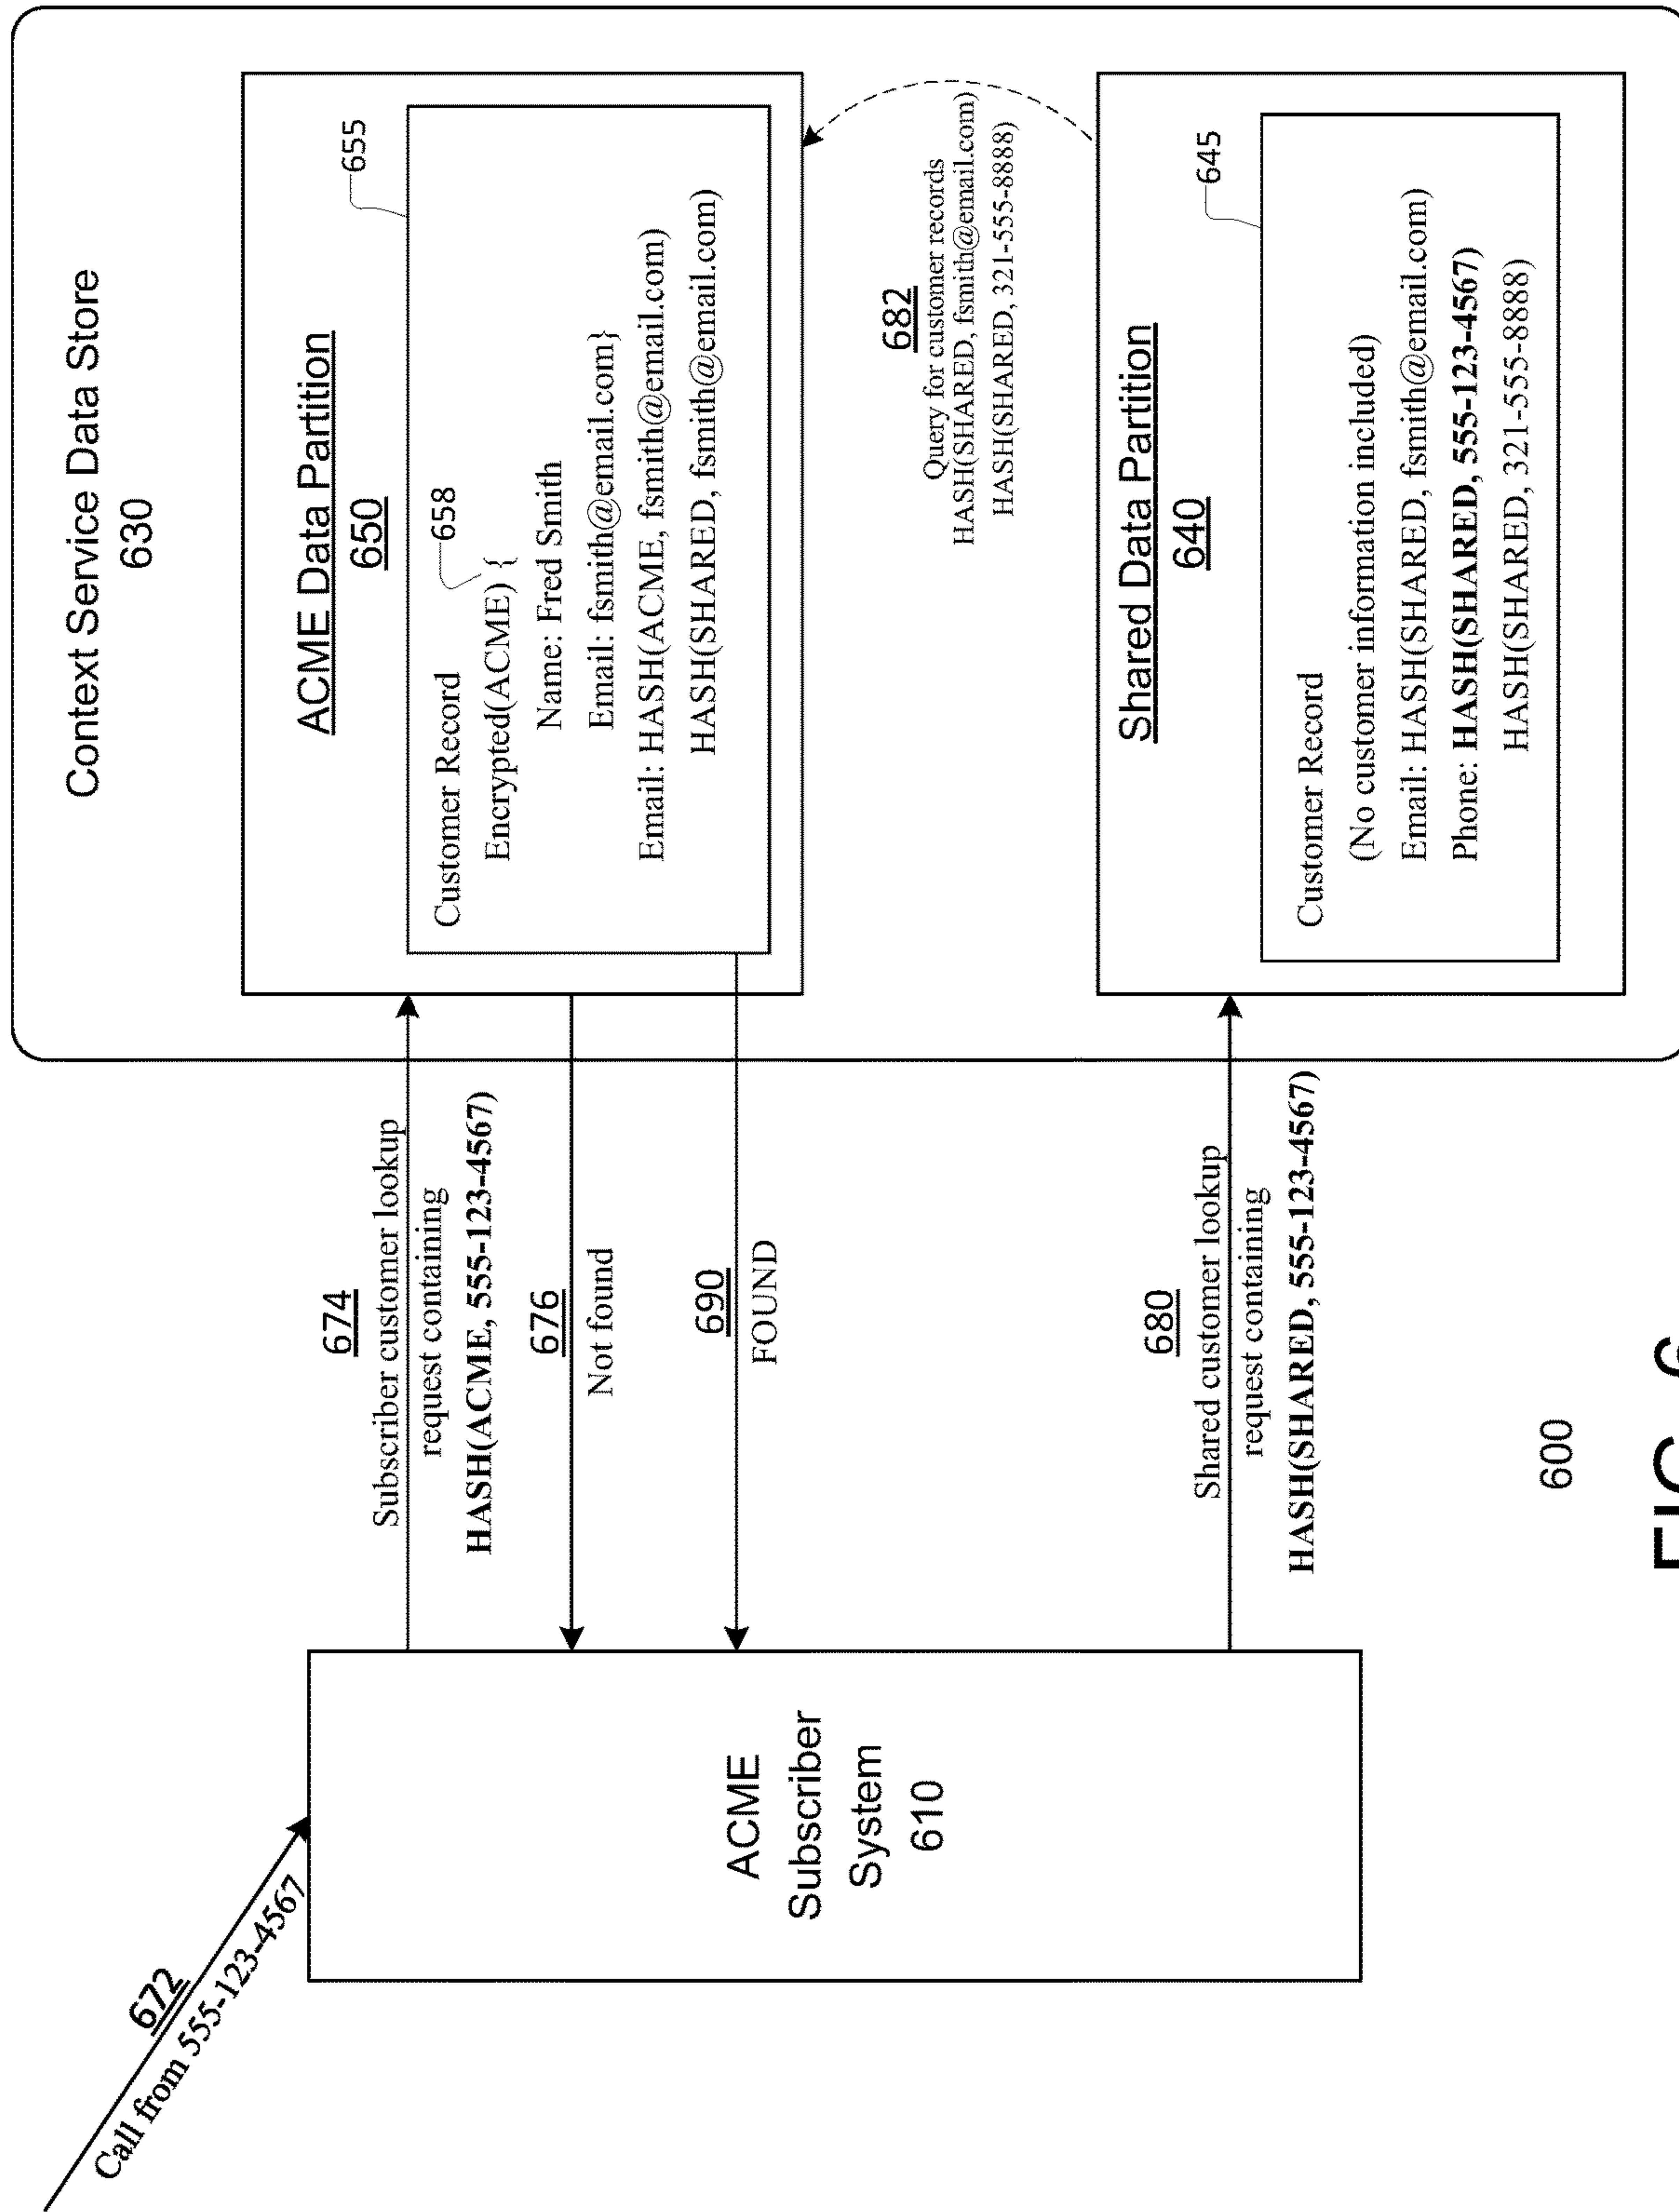 Context Service Data Store
630
672
Call from 555-123-4567
ACME
Subscriber
System
610
674
Subscriber customer lookup
request containing
HASH(ACME, 555-123-4567)
676
Not found
690
FOUND
680
Shared customer lookup
request containing
HASH(SHARED, 555-123-4567)
ACME Data Partition
650
655
Customer Record
658
Encrypted(ACME) {
Name: Fred Smith
Email: fsmith@email.com}
Email: HASH(ACME, fsmith@email.com)
HASH(SHARED, fsmith@email.com)
682
Query for customer records
HASH(SHARED, fsmith@email.com)
HASH(SHARED, 321-555-8888)
Shared Data Partition
640
645
Customer Record
(No customer information included)
Email: HASH(SHARED, fsmith@email.com)
Phone: HASH(SHARED, 555-123-4567)
HASH(SHARED, 321-555-8888)
600